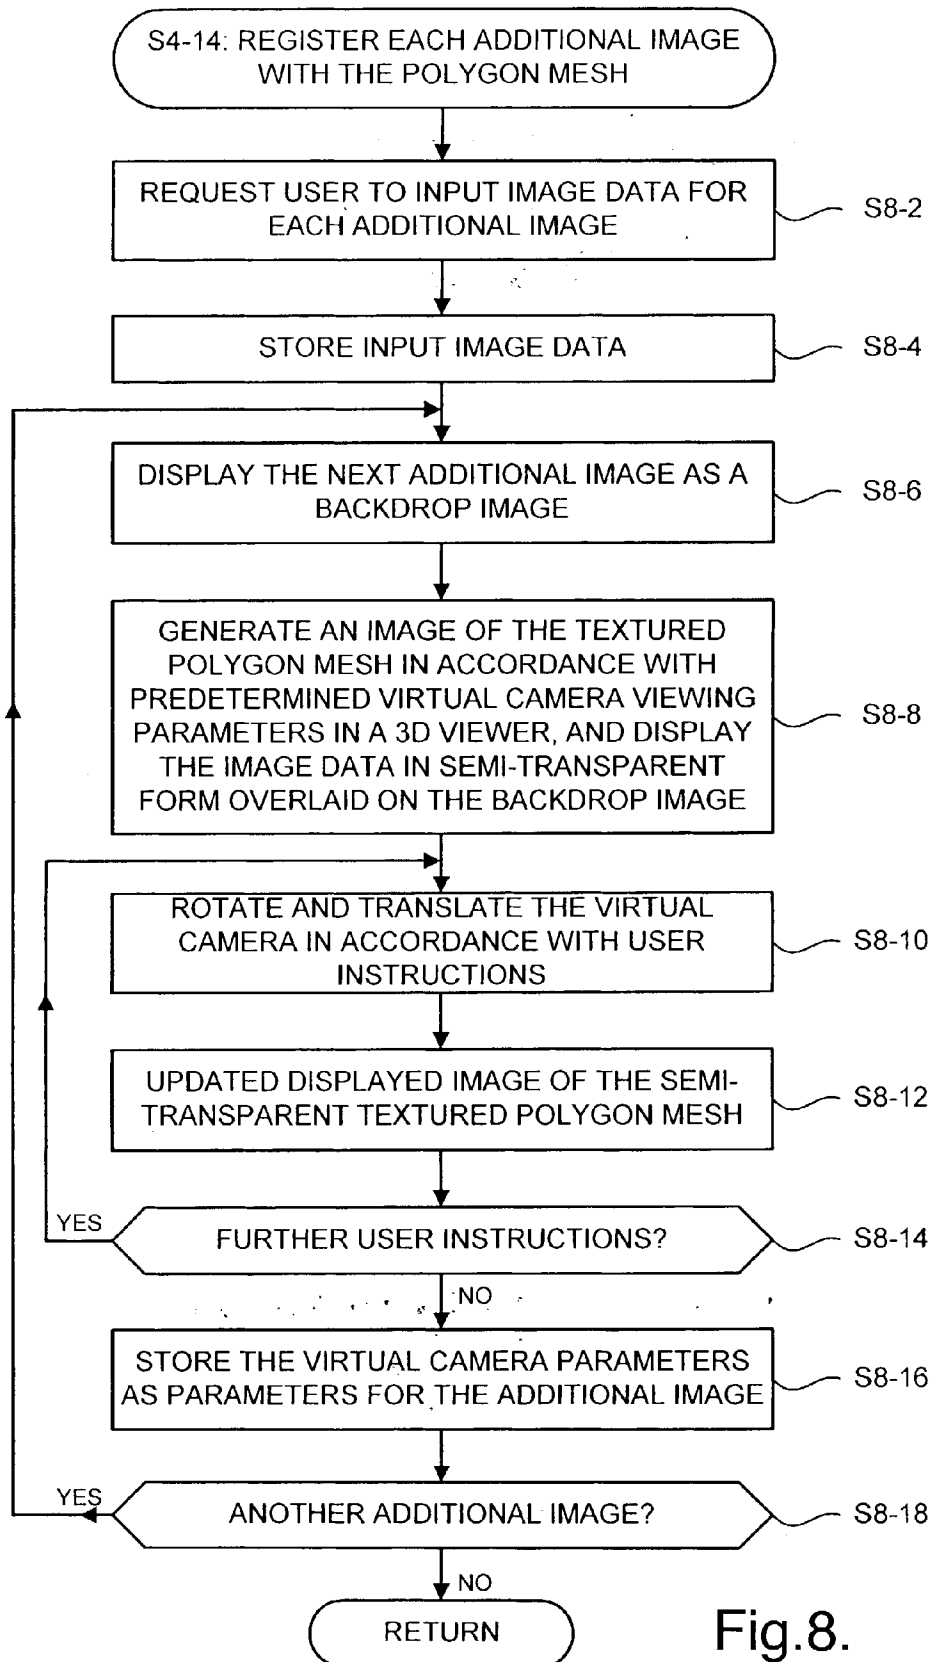 S4-14: REGISTER EACH ADDITIONAL IMAGE
WITH THE POLYGON MESH
REQUEST USER TO INPUT IMAGE DATA FOR
EACH ADDITIONAL IMAGE
S8-2
STORE INPUT IMAGE DATA
S8-4
DISPLAY THE NEXT ADDITIONAL IMAGE AS A
BACKDROP IMAGE
S8-6
GENERATE AN IMAGE OF THE TEXTURED
POLYGON MESH IN ACCORDANCE WITH
PREDETERMINED VIRTUAL CAMERA VIEWING
PARAMETERS IN A 3D VIEWER, AND DISPLAY
THE IMAGE DATA IN SEMI-TRANSPARENT
FORM OVERLAID ON THE BACKDROP IMAGE
S8-8
ROTATE AND TRANSLATE THE VIRTUAL
CAMERA IN ACCORDANCE WITH USER
INSTRUCTIONS
S8-10
UPDATED DISPLAYED IMAGE OF THE SEMI-
TRANSPARENT TEXTURED POLYGON MESH
S8-12
YES
FURTHER USER INSTRUCTIONS?
S8-14
NO
STORE THE VIRTUAL CAMERA PARAMETERS
AS PARAMETERS FOR THE ADDITIONAL IMAGE
S8-16
YES
ANOTHER ADDITIONAL IMAGE?
S8-18
NO
RETURN
Fig.8.